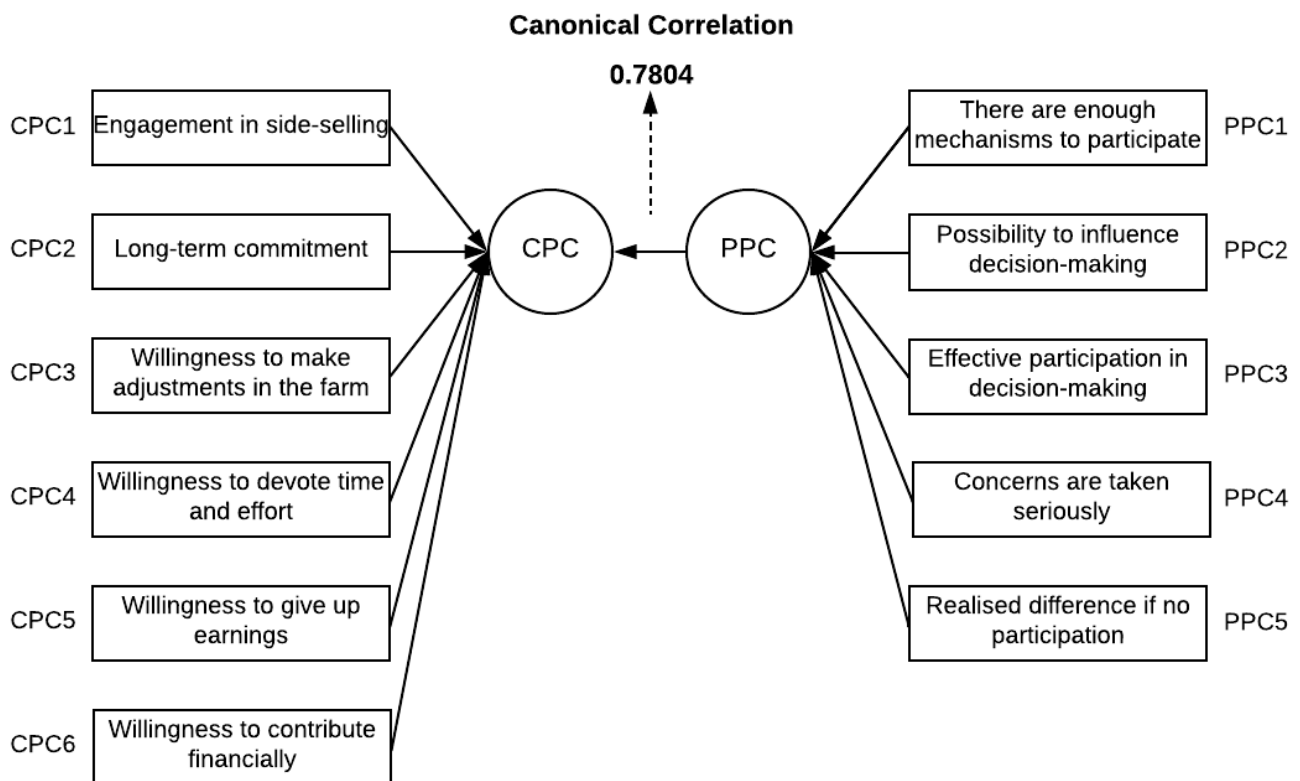 Canonical Correlation
0.7804
CPC1
Engagement in side-selling
CPC2
Long-term commitment
CPC3
Willingness to make
adjustments in the farm
CPC4
Willingness to devote time
and effort
CPC5
Willingness to give up
earnings
CPC6
Willingness to contribute
financially
CPC
PPC
There are enough
mechanisms to participate
PPC1
Possibility to influence
decision-making
PPC2
Effective participation in
decision-making
PPC3
Concerns are taken
seriously
PPC4
Realised difference if no
participation
PPC5